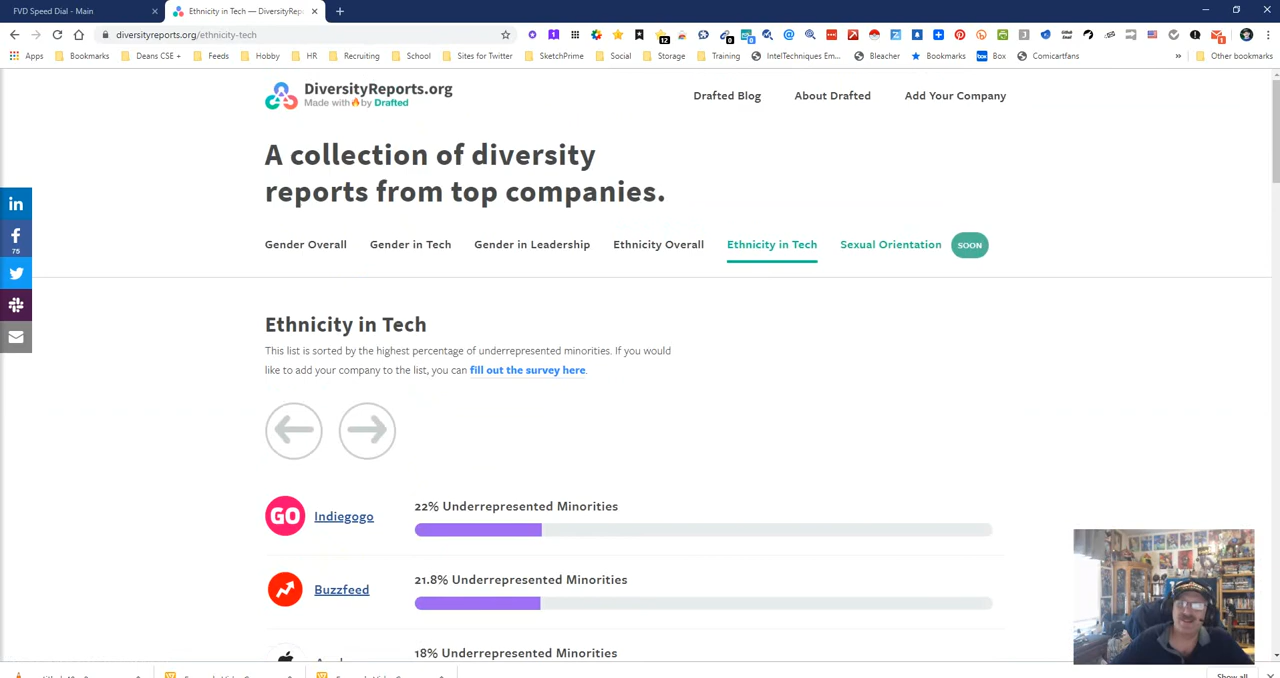 FVD Speed Dial - Main
Ethnicity in Tech — DiversityRep
diversityreports.org/ethnicity-tech
Apps Bookmarks Deans CSE + Feeds Hobby HR Recruiting School Sites for Twitter SketchPrime Social Storage Training IntelTechniques Em... Bleacher Bookmarks Box Comicartfans » Other bookmarks
DiversityReports.org
Made with by Drafted
Drafted Blog About Drafted Add Your Company
A collection of diversity
reports from top companies.
Gender Overall Gender in Tech Gender in Leadership Ethnicity Overall Ethnicity in Tech Sexual Orientation SOON
in
75
Ethnicity in Tech
This list is sorted by the highest percentage of underrepresented minorities. If you would
like to add your company to the list, you can fill out the survey here.
GO Indiegogo
22% Underrepresented Minorities
Buzzfeed
21.8% Underrepresented Minorities
18% Underrepresented Minorities
Show all